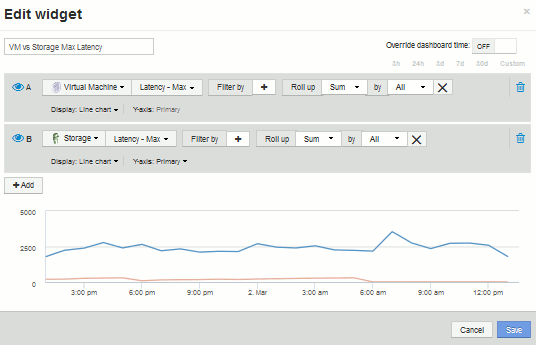 Edit widget ×
VM vs Storage Max Latency
Override dashboard time: OFF
3h 24h 3d 7d 30d Custom
A Virtual Machine Latency - Max Filter by + Roll up Sum by All X
Display: Line chart Y-axis: Primary
B Storage Latency - Max Filter by + Roll up Sum by All X
Display: Line chart Y-axis: Primary
+ Add
5000
2500
0
3:00 pm 6:00 pm 9:00 pm 2. Mar 3:00 am 6:00 am 9:00 am 12:00 pm
Cancel Save